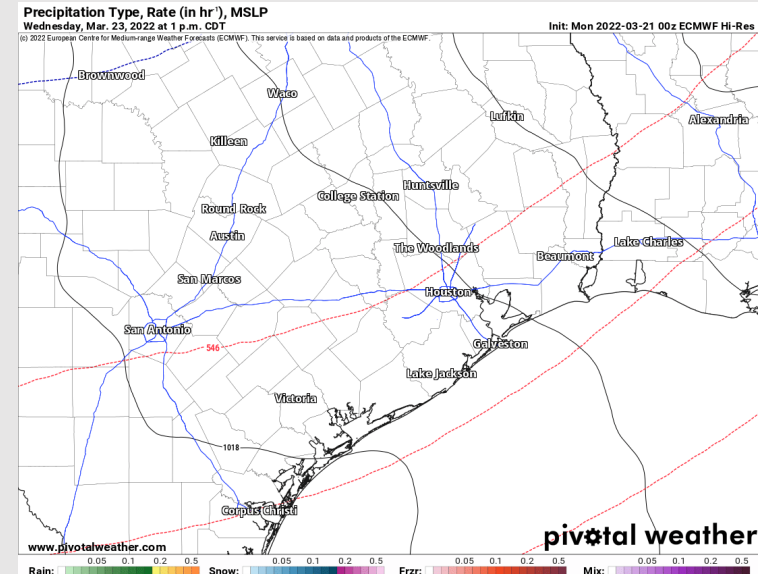 Precipitation Type, Rate (in hr⁻¹), MSLP
Wednesday, Mar. 23, 2022 at 1 p.m. CDT
Init: Mon 2022-03-21 00z ECMWF Hi-Res
(c) 2022 European Centre for Medium-range Weather Forecasts (ECMWF). This service is based on data and products of the ECMWF.
Brownwood
Waco
Lufkin
Alexandria
Killeen
Huntsville
College Station
Round Rock
Austin
The Woodlands
Lake Charles
Beaumont
San Marcos
Houston
San Antonio
546
Galveston
Lake Jackson
Victoria
1018
Corpus Christi
pivotal weather
www.pivotalweather.com
Rain: 0.05 0.1 0.2 0.5 Snow: 0.05 0.1 0.2 0.5 Frzr: 0.05 0.1 0.2 0.5 Mix: 0.05 0.1 0.2 0.5